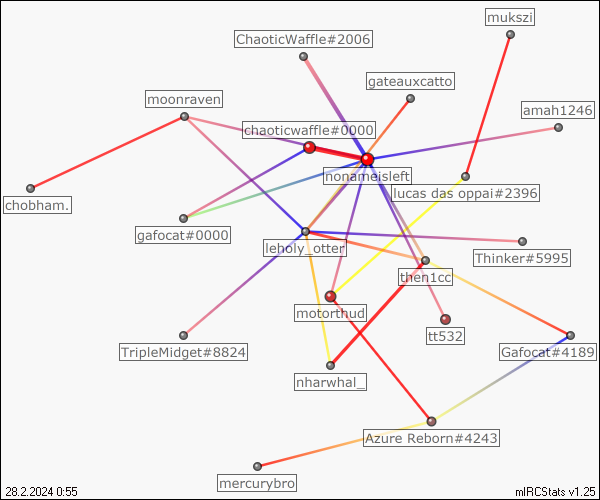 mukszi
ChaoticWaffle#2006
gateauxcatto
moonraven
amah1246
chaoticwaffle#0000
nonameisleft
lucas das oppai#2396
chobham.
gafocat#0000
leholy_otter
Thinker#5995
then1cc
motorthud
tt532
TripleMidget#8824
Gafocat#4189
nharwhal_
Azure Reborn#4243
mercurybro
28.2.2024 0:55
mIRCStats v1.25